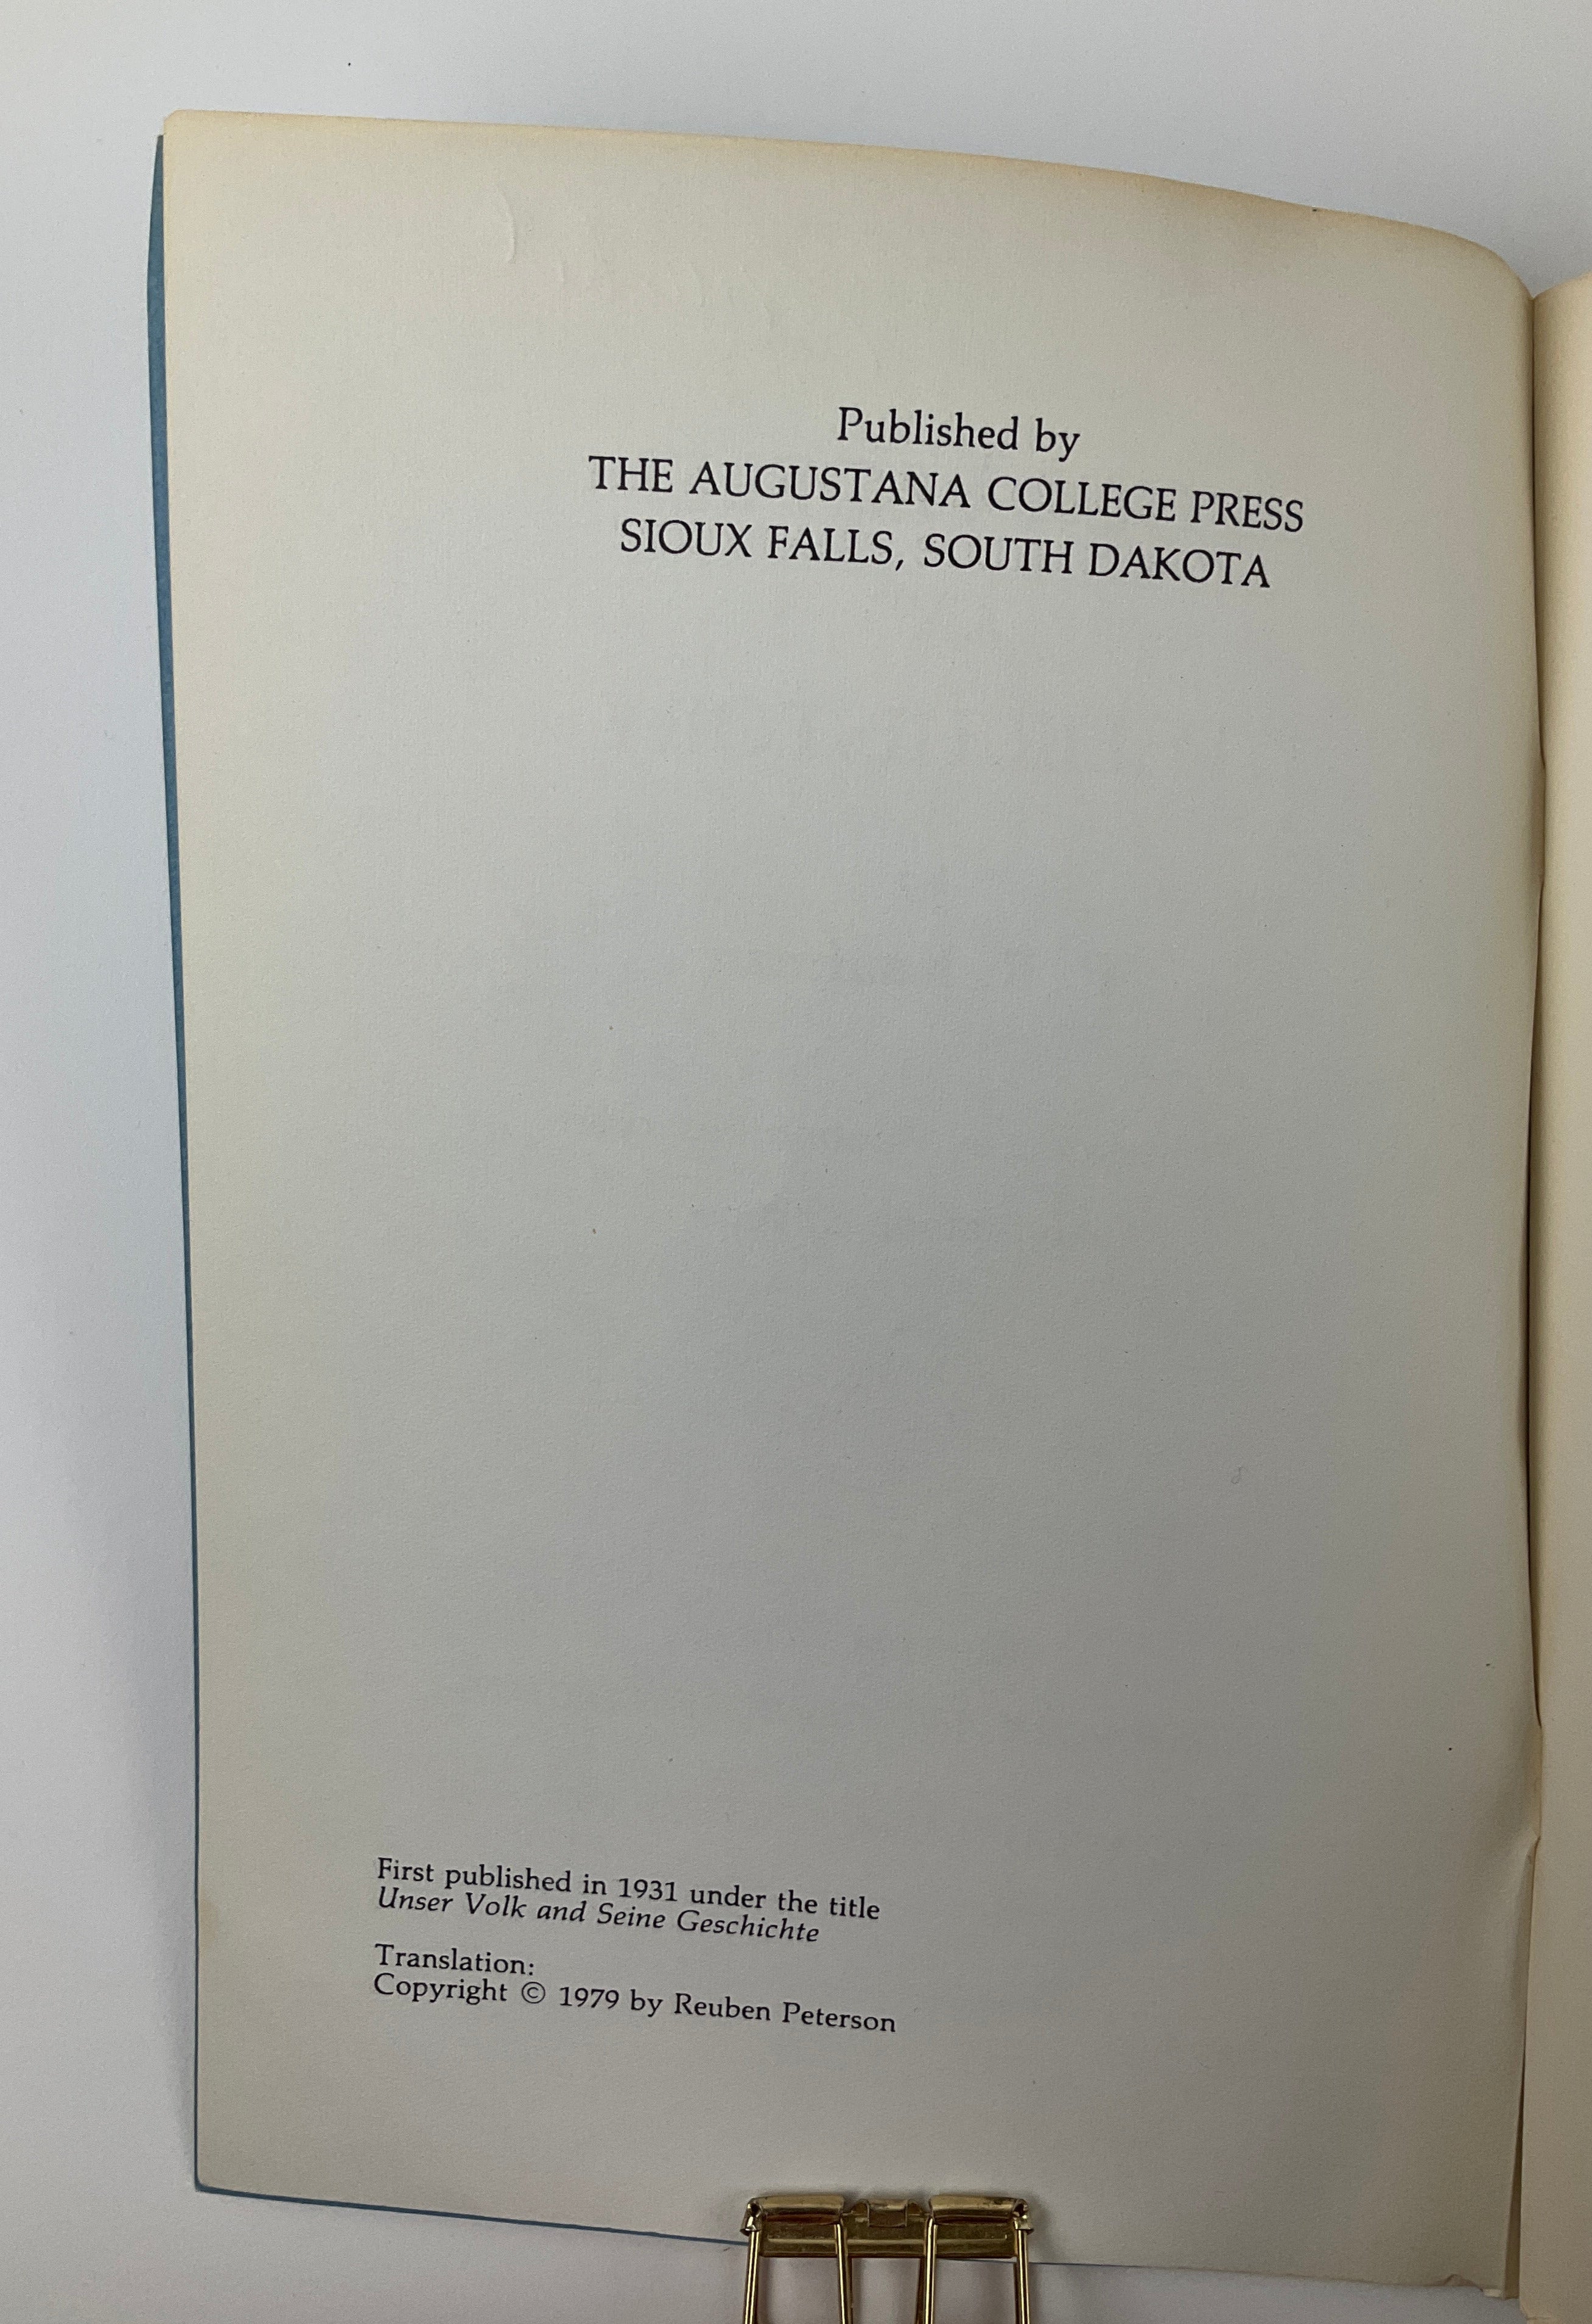 Published by
THE AUGUSTANA COLLEGE PRESS
SIOUX FALLS, SOUTH DAKOTA
First published in 1931 under the title
Unser Volk and Seine Geschichte
Translation:
Copyright © 1979 by Reuben Peterson